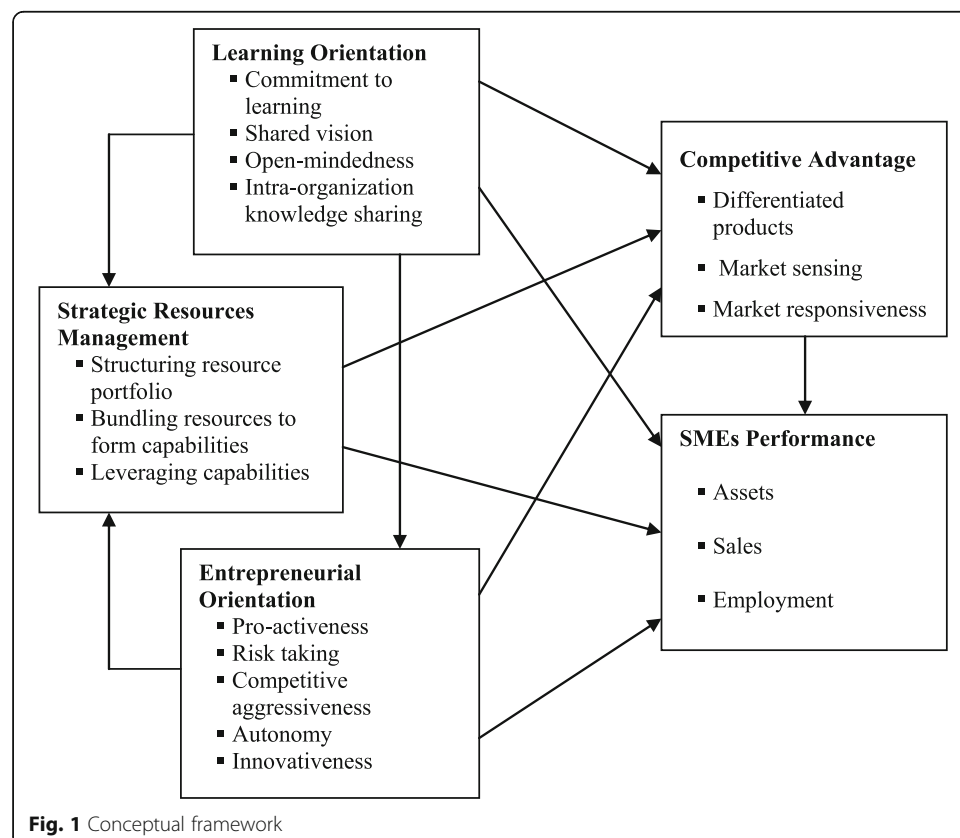 Learning Orientation
▪ Commitment to
learning
▪ Shared vision
▪ Open-mindedness
▪ Intra-organization
knowledge sharing
Competitive Advantage
▪ Differentiated
products
▪ Market sensing
▪ Market responsiveness
Strategic Resources
Management
▪ Structuring resource
portfolio
▪ Bundling resources to
form capabilities
▪ Leveraging capabilities
SMEs Performance
▪ Assets
▪ Sales
▪ Employment
Entrepreneurial
Orientation
▪ Pro-activeness
▪ Risk taking
▪ Competitive
aggressiveness
▪ Autonomy
▪ Innovativeness
Fig. 1 Conceptual framework